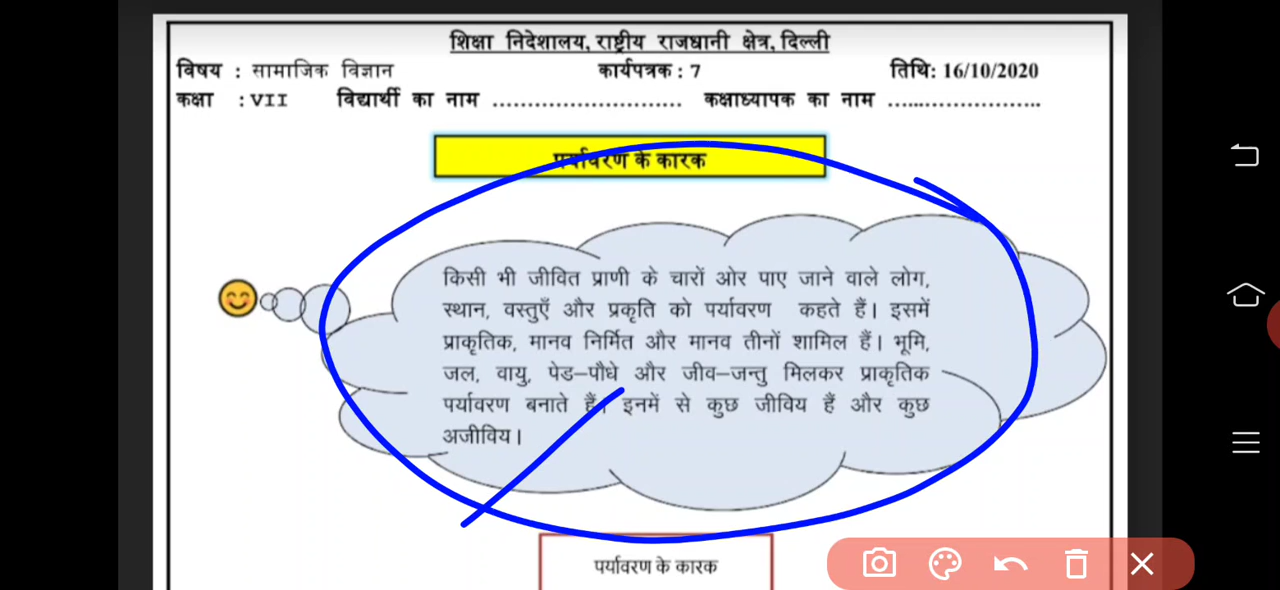 शिक्षा निदेशालय, राष्ट्रीय राजधानी क्षेत्र, दिल्ली
विषय : सामाजिक विज्ञान कार्यपत्रक : 7 तिथि: 16/10/2020
कक्षा : VII विद्यार्थी का नाम ........................... कक्षाध्यापक का नाम ......................
पर्यावरण के कारक
किसी भी जीवित प्राणी के चारों ओर पाए जाने वाले लोग,
स्थान, वस्तुएँ और प्रकृति को पर्यावरण कहते हैं। इसमें
प्राकृतिक, मानव निर्मित और मानव तीनों शामिल हैं। भूमि,
जल, वायु, पेड–पौधे और जीव–जन्तु मिलकर प्राकृतिक
पर्यावरण बनाते हैं। इनमें से कुछ जीविय हैं और कुछ
अजीविय।
पर्यावरण के कारक